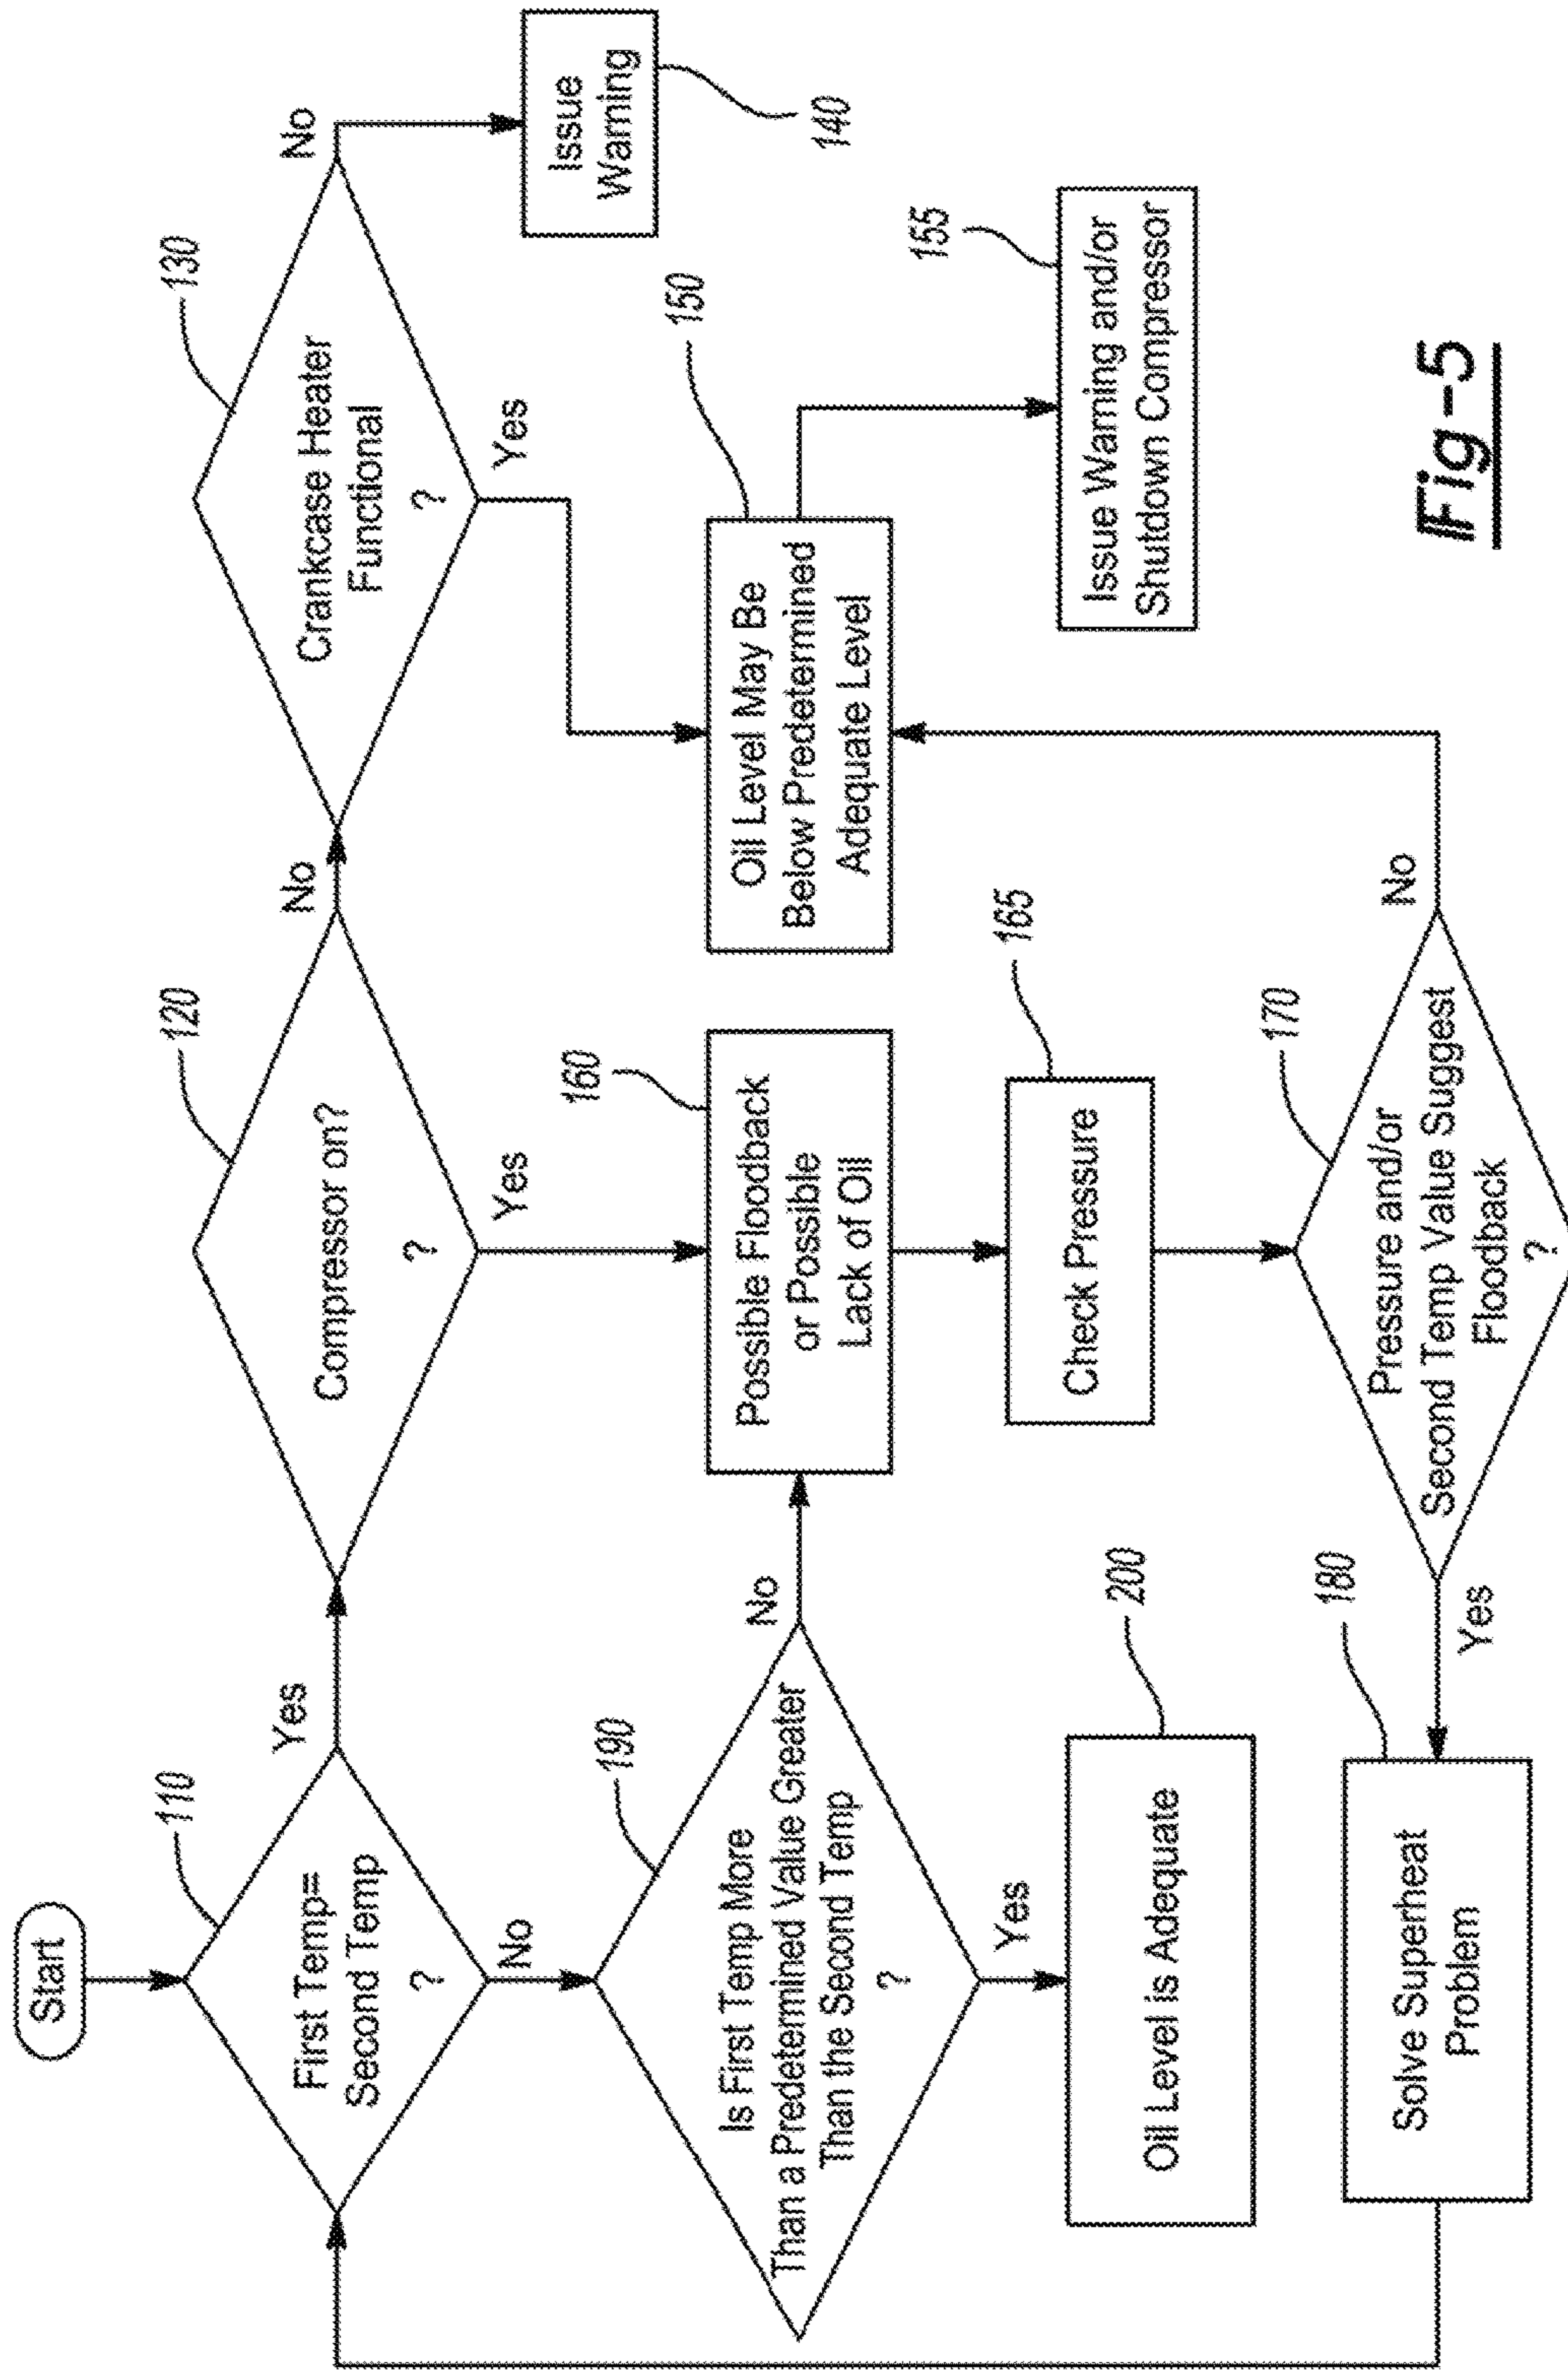 Start
110
First Temp=
Second Temp
?
Yes
No
120
Compressor on?
?
No
Yes
130
Crankcase Heater
Functional
?
No
Yes
Issue
Warning
140
190
Is First Temp More
Than a Predetermined Value Greater
Than the Second Temp
?
No
Yes
160
Possible Floodback
or Possible
Lack of Oil
150
Oil Level May Be
Below Predetermined
Adequate Level
155
Issue Warning and/or
Shutdown Compressor
165
Check Pressure
200
Oil Level is Adequate
170
Pressure and/or
Second Temp Value Suggest
Floodback
?
No
Yes
180
Solve Superheat
Problem
Fig-5